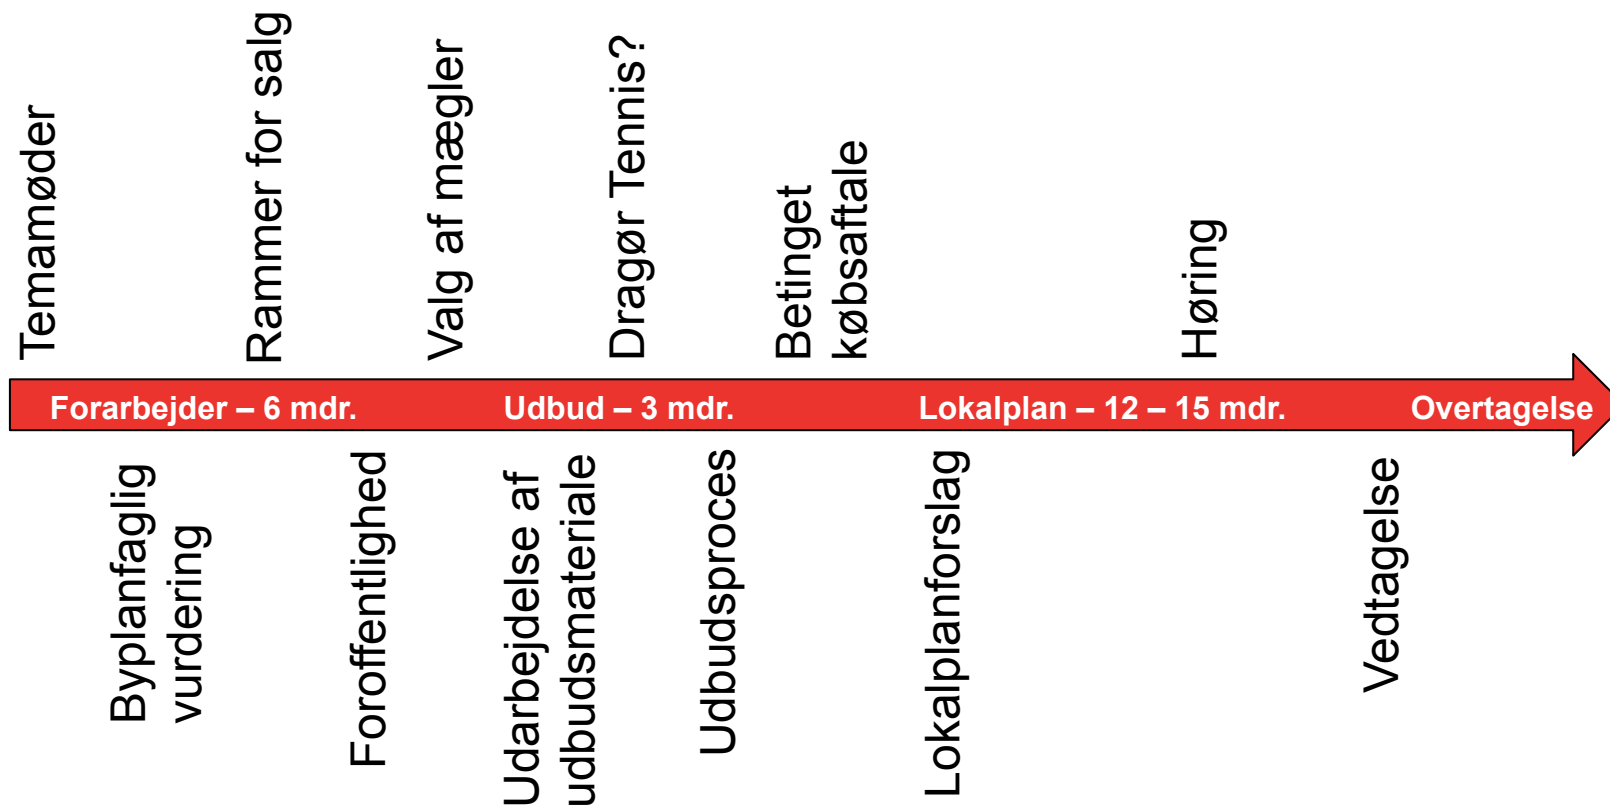 Temamøder
Rammer for salg
Valg af mægler
Dragør Tennis?
Betinget
købsaftale
Høring
Forarbejder – 6 mdr.
Udbud – 3 mdr.
Lokalplan – 12 – 15 mdr.
Overtagelse
Byplanfaglig
vurdering
Foroffentlighed
Udarbejdelse af
udbudsmateriale
Udbudsproces
Lokalplanforslag
Vedtagelse